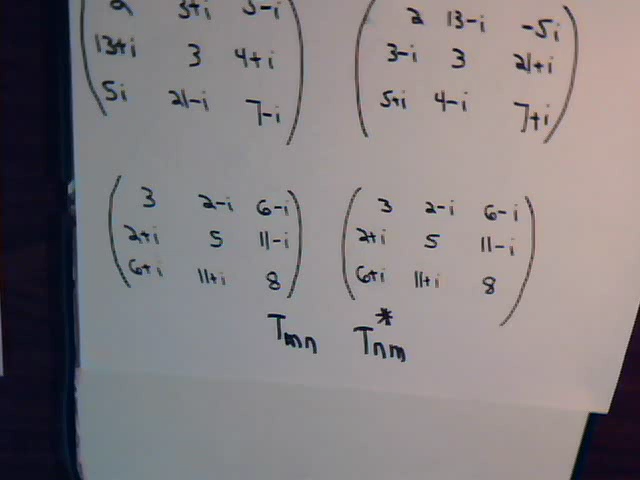 2 3+i 5-i 2 13-i -5i
13+i 3 4+i 3-i 3 21+i
5i 21-i 7-i 5+i 4-i 7+i
3 2-i 6-i 3 2-i 6-i
2+i 5 11-i 2+i 5 11-i
6+i 11+i 8 6+i 11+i 8
Tmn T*nm